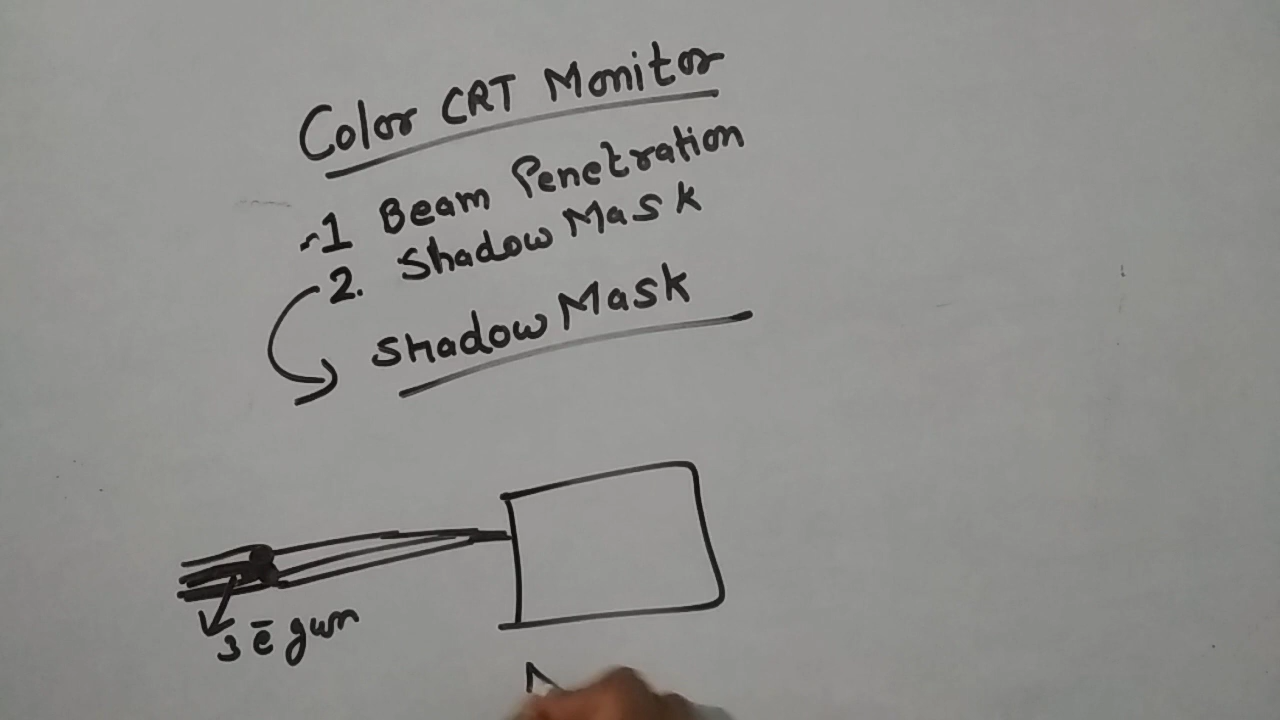 Color CRT Monitor
1 Beam Penetration
2. Shadow Mask
Shadow Mask
3 ē gun